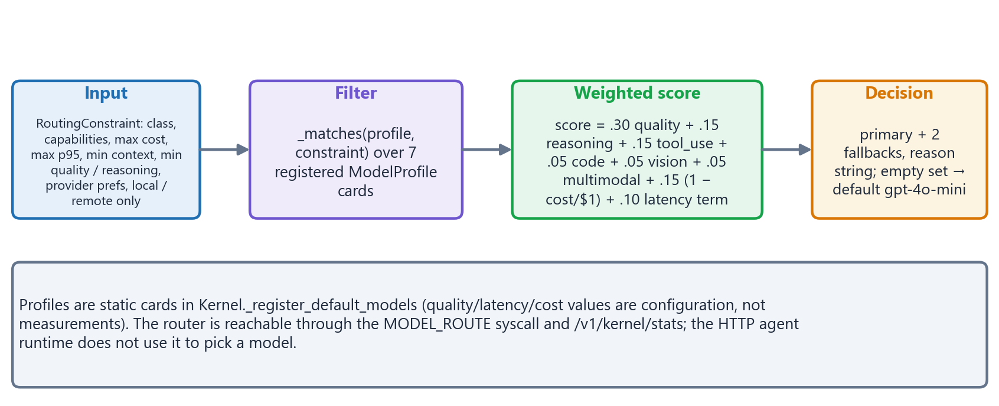 Input
RoutingConstraint: class,
capabilities, max cost,
max p95, min context, min
quality / reasoning,
provider prefs, local /
remote only
Filter
_matches(profile,
constraint) over 7
registered ModelProfile
cards
Weighted score
score = .30 quality + .15
reasoning + .15 tool_use +
.05 code + .05 vision + .05
multimodal + .15 (1 −
cost/$1) + .10 latency term
Decision
primary + 2
fallbacks, reason
string; empty set →
default gpt-4o-mini
Profiles are static cards in Kernel._register_default_models (quality/latency/cost values are configuration, not
measurements). The router is reachable through the MODEL_ROUTE syscall and /v1/kernel/stats; the HTTP agent
runtime does not use it to pick a model.